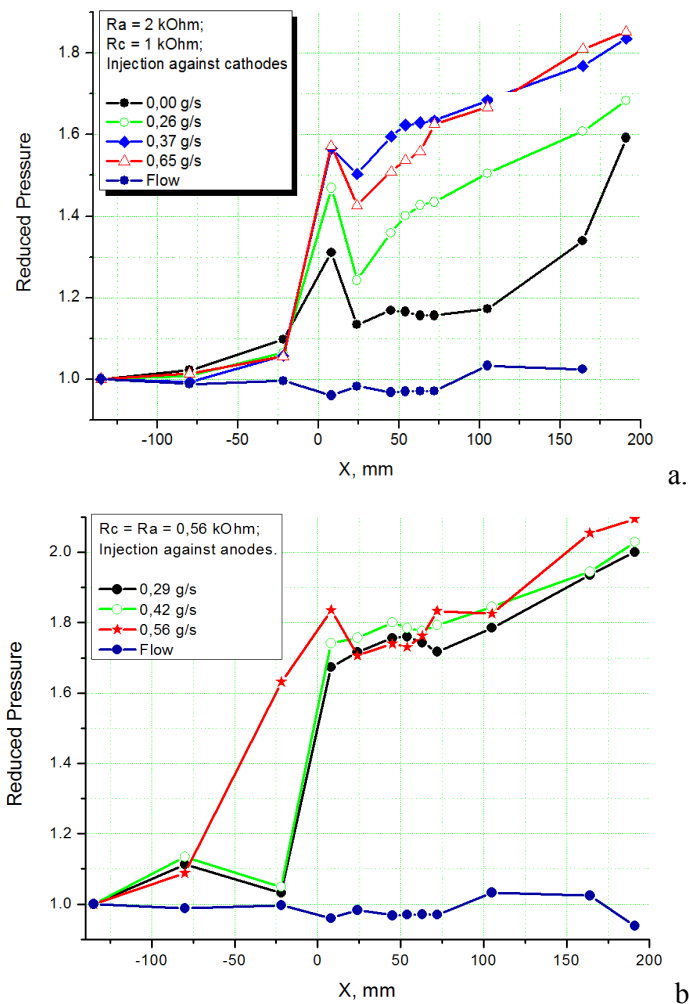 Ra = 2 kOhm;
Rc = 1 kOhm;
Injection against cathodes
0,00 g/s
0,26 g/s
0,37 g/s
0,65 g/s
Flow
Reduced Pressure
1.8
1.6
1.4
1.2
1.0
-100 -50 0 50 100 150 200
X, mm
a.
Rc = Ra = 0,56 kOhm;
Injection against anodes.
0,29 g/s
0,42 g/s
0,56 g/s
Flow
Reduced Pressure
2.0
1.8
1.6
1.4
1.2
1.0
-100 -50 0 50 100 150 200
X, mm
b